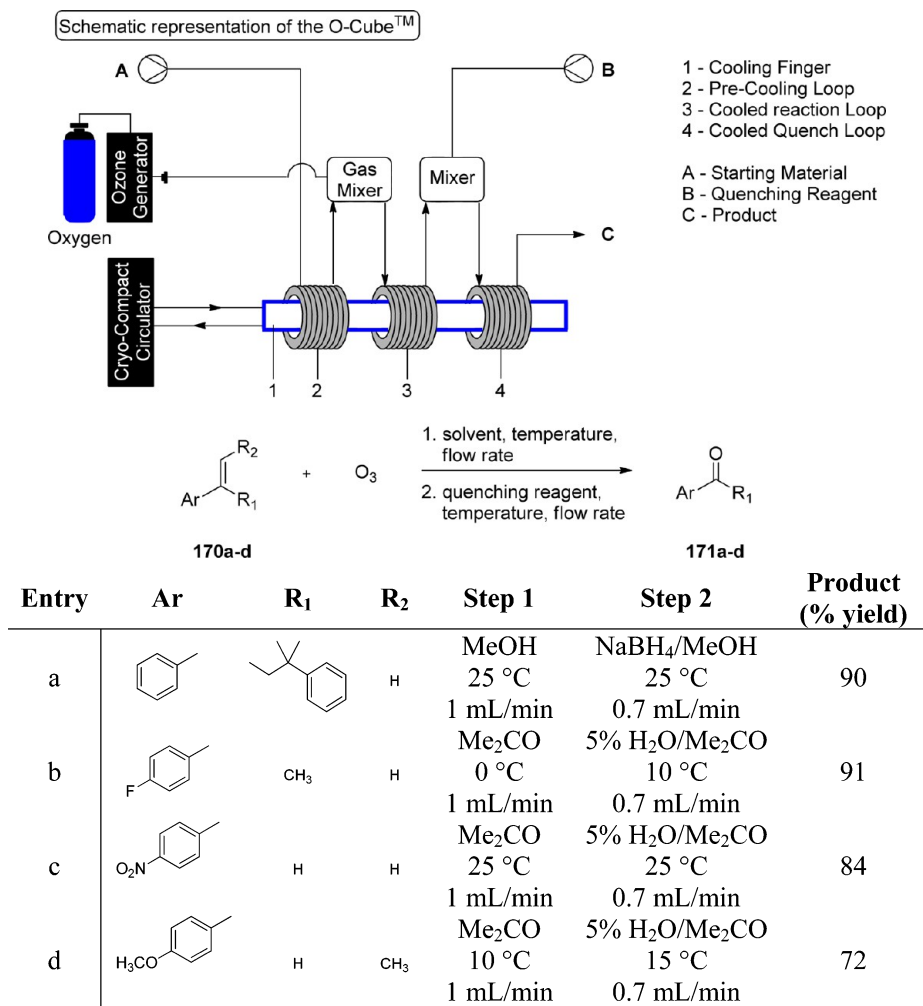 Schematic representation of the O-Cube™
A
B
1 - Cooling Finger
2 - Pre-Cooling Loop
3 - Cooled reaction Loop
4 - Cooled Quench Loop
A - Starting Material
B - Quenching Reagent
C - Product
Ozone
Generator
Gas
Mixer
Mixer
Oxygen
C
Cryo-Compact
Circulator
1
2
3
4
R₂
Ar
R₁
+
O₃
1. solvent, temperature,
flow rate
2. quenching reagent,
temperature, flow rate
O
Ar
R₁
170a-d
171a-d
Entry Ar R₁ R₂ Step 1 Step 2 Product
(% yield)
MeOH NaBH₄/MeOH
a H 25 °C 25 °C 90
1 mL/min 0.7 mL/min
Me₂CO 5% H₂O/Me₂CO
b F CH₃ H 0 °C 10 °C 91
1 mL/min 0.7 mL/min
Me₂CO 5% H₂O/Me₂CO
c O₂N H H 25 °C 25 °C 84
1 mL/min 0.7 mL/min
Me₂CO 5% H₂O/Me₂CO
d H₃CO H CH₃ 10 °C 15 °C 72
1 mL/min 0.7 mL/min